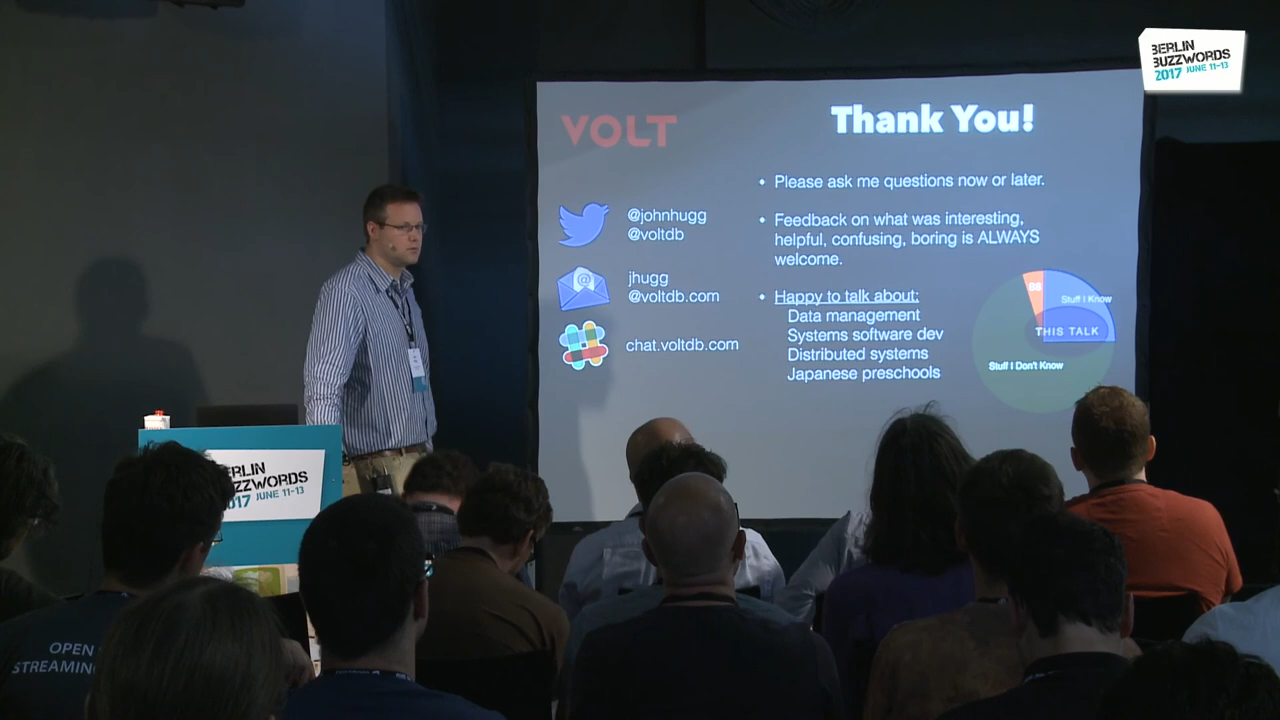 BERLIN
BUZZWORDS
2017 JUNE 11-13
VOLT
Thank You!
@johnhugg
@voltdb
jhugg
@voltdb.com
chat.voltdb.com
• Please ask me questions now or later.
• Feedback on what was interesting,
helpful, confusing, boring is ALWAYS
welcome.
• Happy to talk about:
Data management
Systems software dev
Distributed systems
Japanese preschools
BS
Stuff I Know
THIS TALK
Stuff I Don't Know
ERLIN
ZZWORDS
017 JUNE 11-13
OPEN
STREAMING